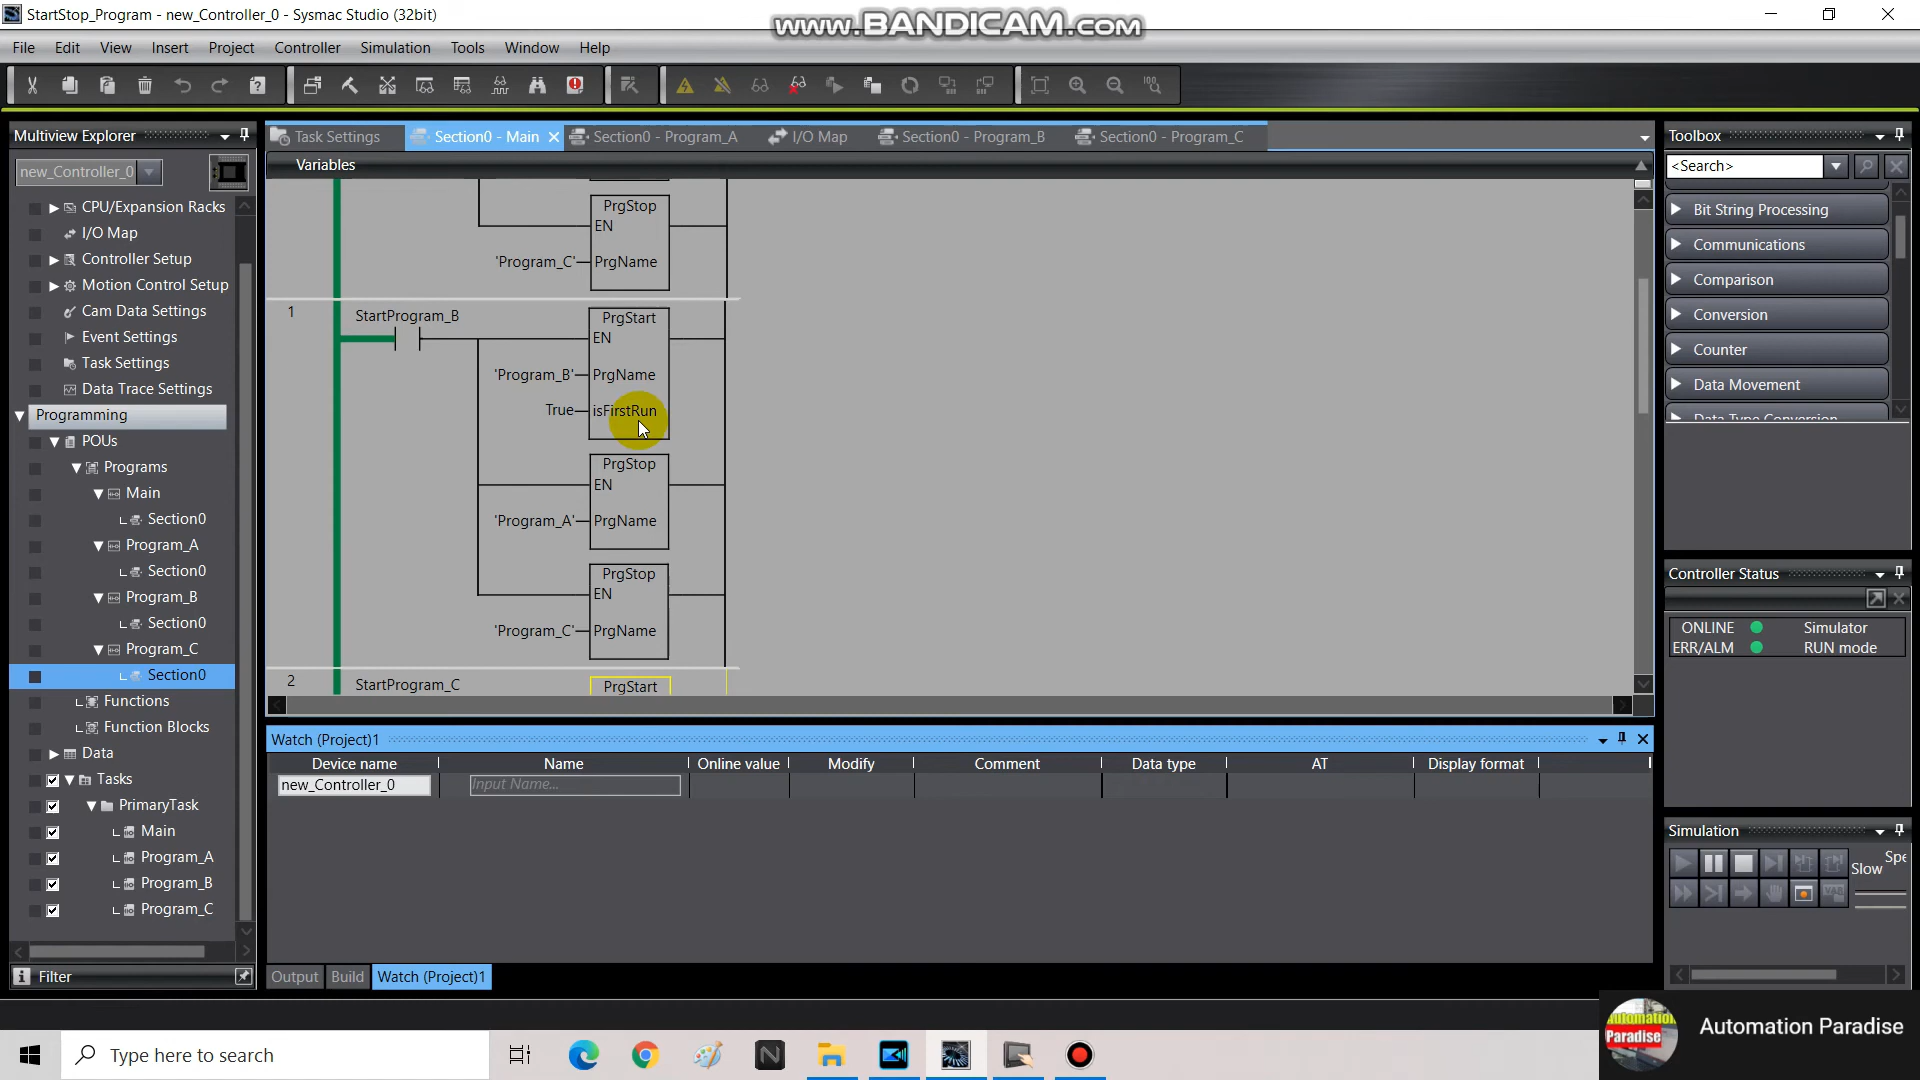 StartStop_Program - new_Controller_0 - Sysmac Studio (32bit)
www.BANDICAM.com
File Edit View Insert Project Controller Simulation Tools Window Help
Multiview Explorer
new_Controller_0
CPU/Expansion Racks
I/O Map
Controller Setup
Motion Control Setup
Cam Data Settings
Event Settings
Task Settings
Data Trace Settings
Programming
POUs
Programs
Main
Section0
Program_A
Section0
Program_B
Section0
Program_C
Section0
Functions
Function Blocks
Data
Tasks
PrimaryTask
Main
Program_A
Program_B
Program_C
Filter
Task Settings Section0 - Main Section0 - Program_A I/O Map Section0 - Program_B Section0 - Program_C
Variables
PrgStop
EN
'Program_C' PrgName
1
StartProgram_B PrgStart
EN
'Program_B' PrgName
True isFirstRun
PrgStop
EN
'Program_A' PrgName
PrgStop
EN
'Program_C' PrgName
2
StartProgram_C PrgStart
Watch (Project)1
Device name Name Online value Modify Comment Data type AT Display format
new_Controller_0 Input Name...
Output Build Watch (Project)1
Toolbox
<Search>
Bit String Processing
Communications
Comparison
Conversion
Counter
Data Movement
Data Type Conversion
Controller Status
ONLINE Simulator
ERR/ALM RUN mode
Simulation
Spe
Slow
Automation Paradise
Automation
Paradise
Type here to search